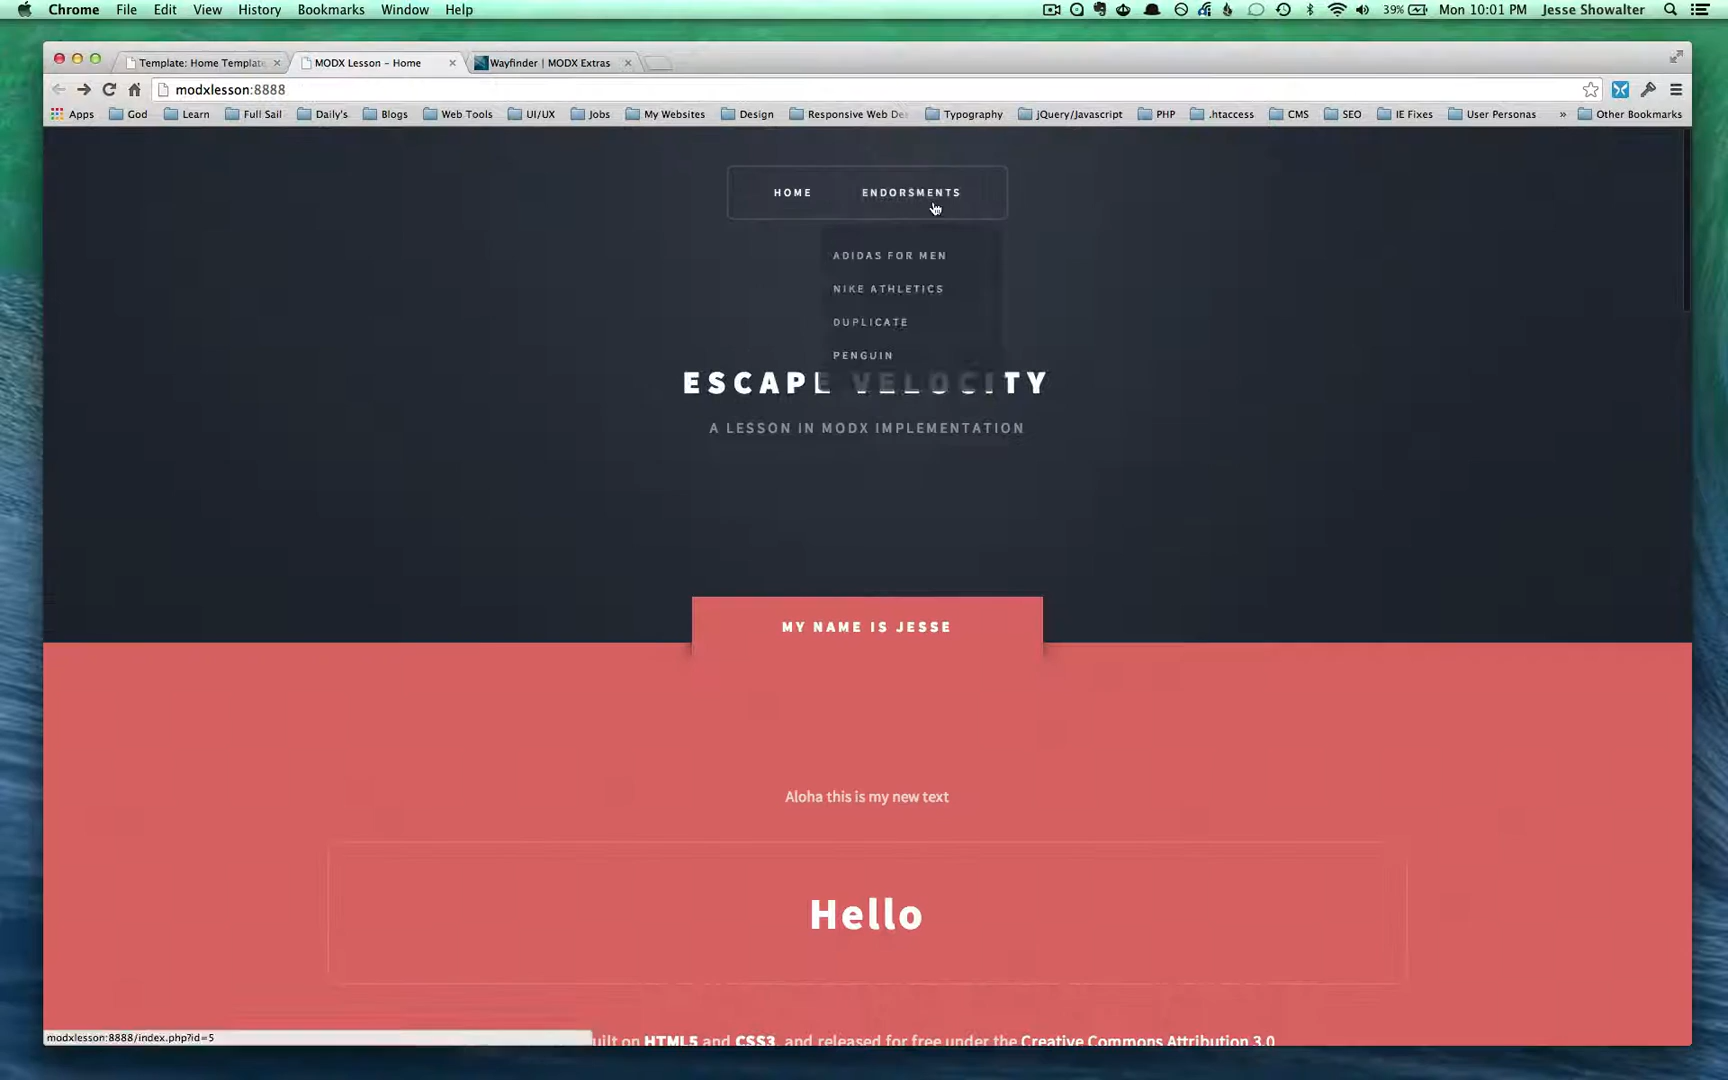 Chrome File Edit View History Bookmarks Window Help 39% Mon 10:01 PM Jesse Showalter
Template: Home Templat MODX Lesson – Home Wayfinder | MODX Extras
modxlesson:8888
Apps God Learn Full Sail Daily's Blogs Web Tools UI/UX Jobs My Websites Design Responsive Web De Typography jQuery/Javascript PHP .htaccess CMS SEO IE Fixes User Personas » Other Bookmarks
HOME ENDORSMENTS
ADIDAS FOR MEN
NIKE ATHLETICS
DUPLICATE
PENGUIN
ESCAPE VELOCITY
A LESSON IN MODX IMPLEMENTATION
MY NAME IS JESSE
Aloha this is my new text
Hello
uilt on HTML5 and CSS3, and released for free under the Creative Commons Attribution 3.0
modxlesson:8888/index.php?id=5